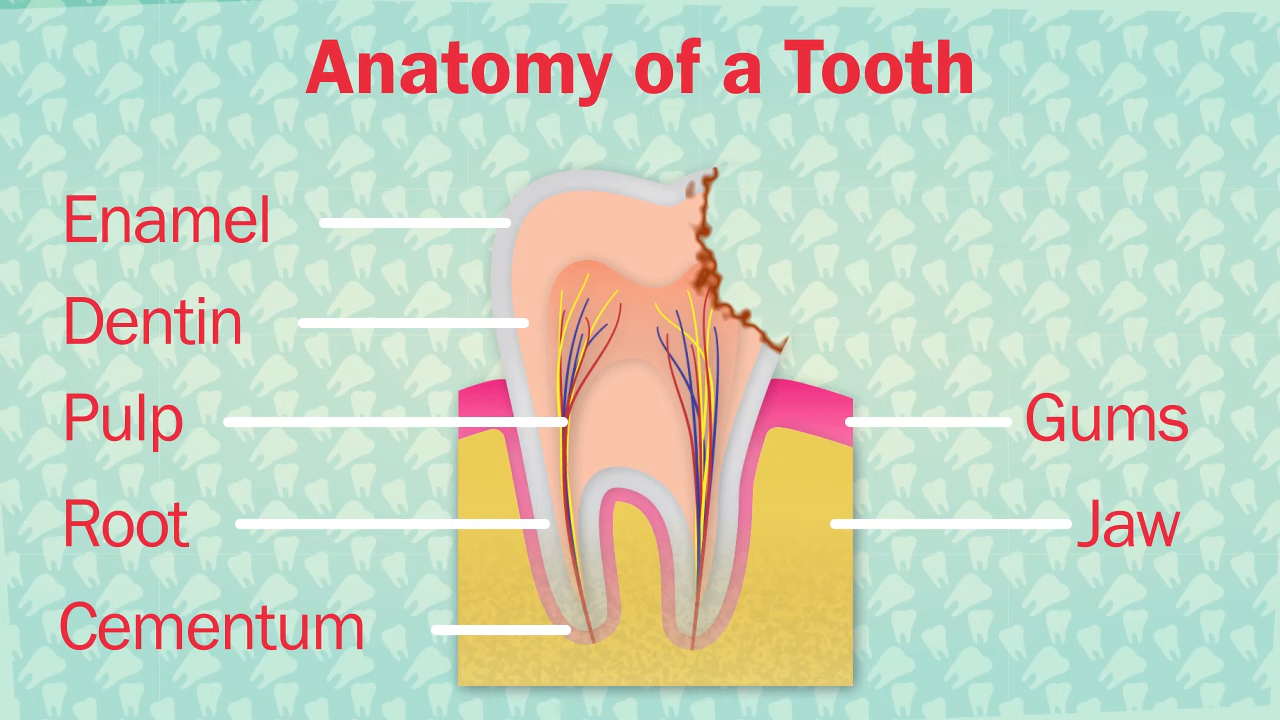 Anatomy of a Tooth
Enamel
Dentin
Pulp
Root
Cementum
Gums
Jaw